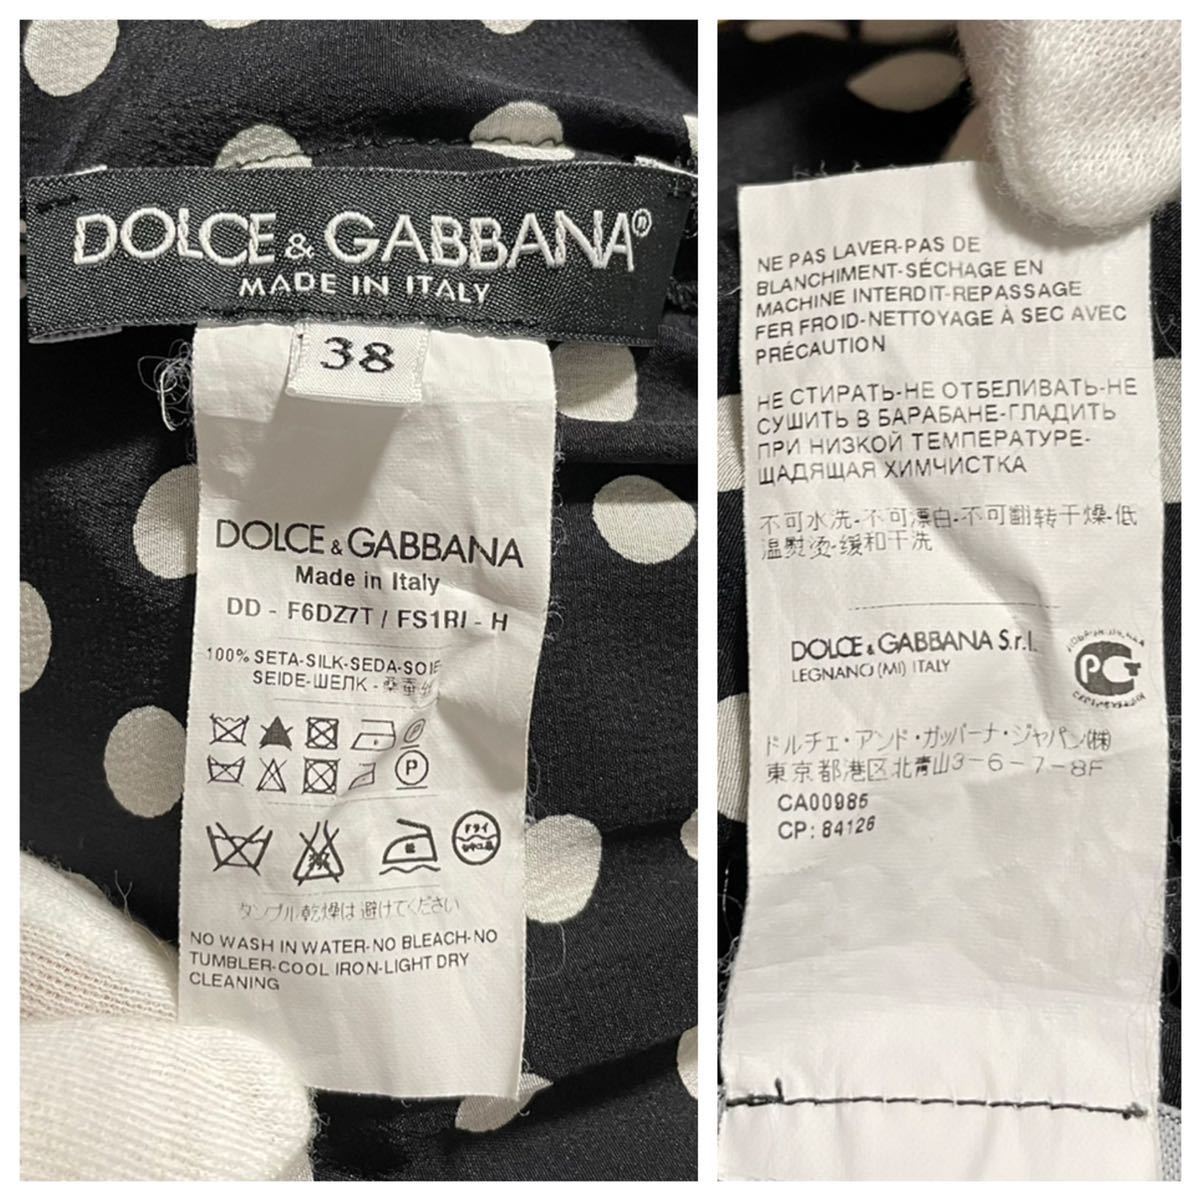 DOLCE & GABBANA®
MADE IN ITALY
38
DOLCE & GABBANA
Made in Italy
DD - F6DZ7T / FS1RI - H
100% SETA-SILK-SEDA-SOIE
SEIDE-ШЕЛК - 桑蚕丝
P
ドライ
タンブル乾燥は避けてください
NO WASH IN WATER-NO BLEACH-NO
TUMBLER-COOL IRON-LIGHT DRY
CLEANING
NE PAS LAVER-PAS DE
BLANCHIMENT-SÉCHAGE EN
MACHINE INTERDIT-REPASSAGE
FER FROID-NETTOYAGE À SEC AVEC
PRÉCAUTION
НЕ СТИРАТЬ-НЕ ОТБЕЛИВАТЬ-НЕ
СУШИТЬ В БАРАБАНЕ-ГЛАДИТЬ
ПРИ НИЗКОЙ ТЕМПЕРАТУРЕ-
ЩАДЯЩАЯ ХИМЧИСТКА
不可水洗-不可漂白-不可翻转干燥-低
温熨烫-缓和干洗
DOLCE & GABBANA S.r.l.
LEGNANO (MI) ITALY
ドルチェ・アンド・ガッバーナ・ジャパン(株)
東京都港区北青山3-6-7-8F
CA00985
CP: 84126